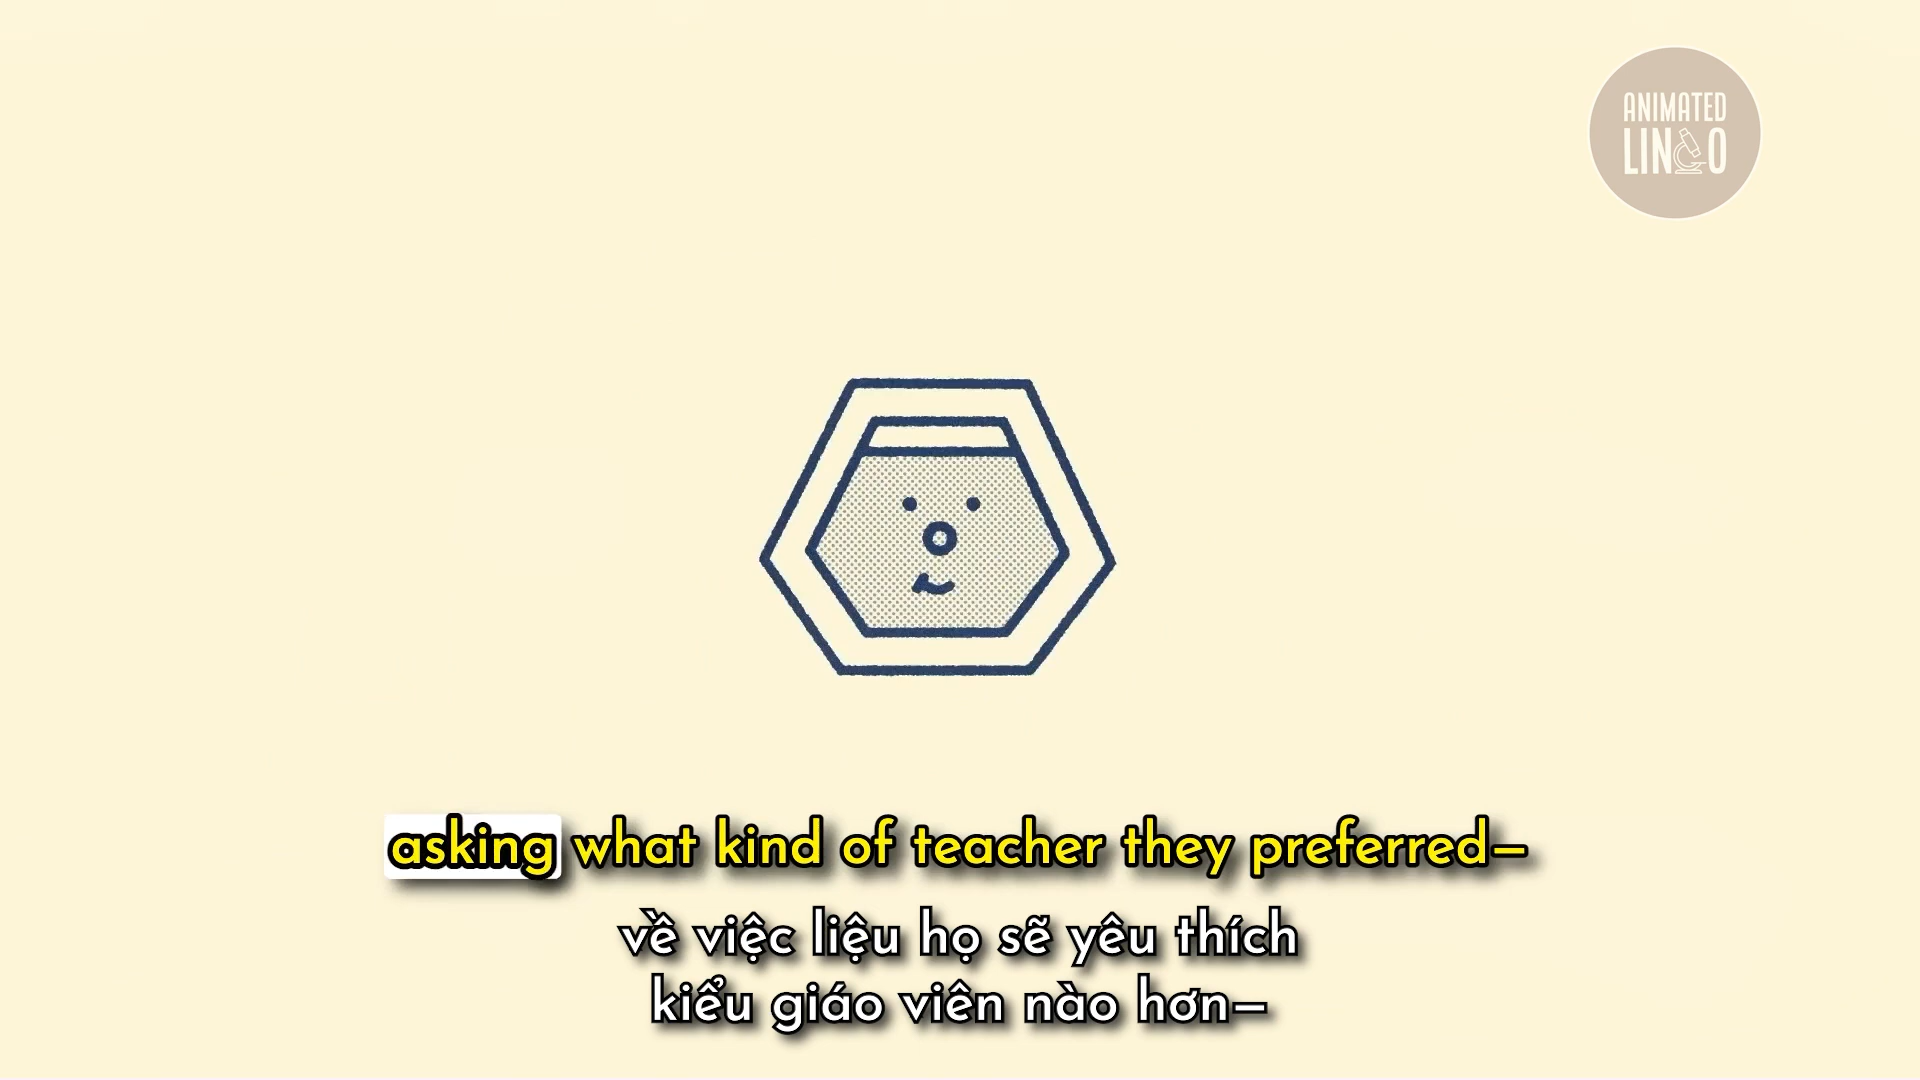 ANIMATED
LINGO
asking what kind of teacher they preferred—
về việc liệu họ sẽ yêu thích
kiểu giáo viên nào hơn—